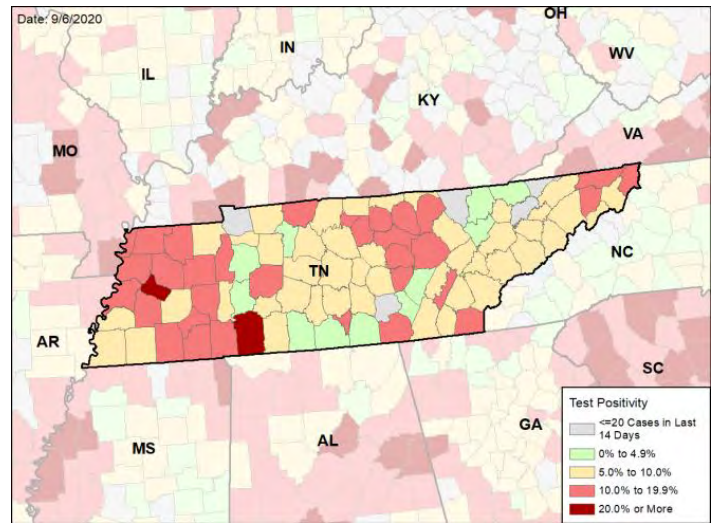 Date: 9/6/2020
OH
IN
WV
IL
KY
VA
MO
TN
NC
AR
SC
MS
AL
GA
Test Positivity
<=20 Cases in Last
14 Days
0% to 4.9%
5.0% to 10.0%
10.0% to 19.9%
20.0% or More